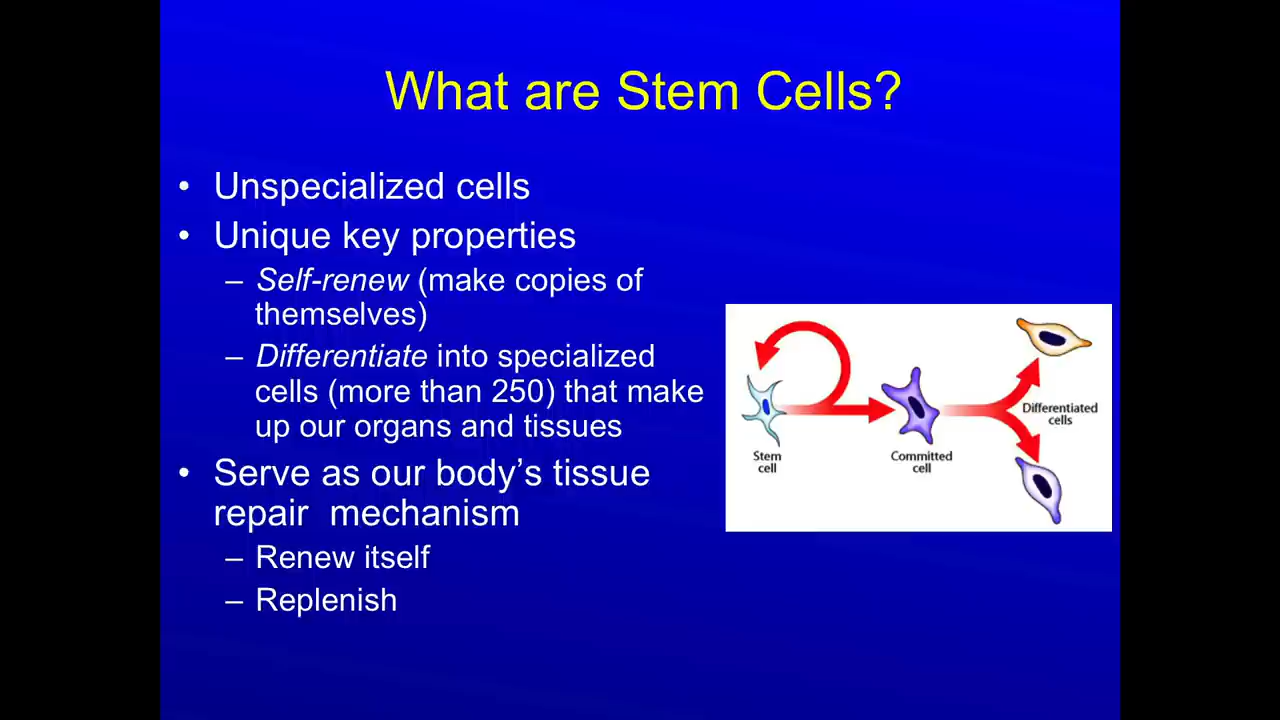 What are Stem Cells?
• Unspecialized cells
• Unique key properties
– Self-renew (make copies of
themselves)
– Differentiate into specialized
cells (more than 250) that make
up our organs and tissues
• Serve as our body’s tissue
repair  mechanism
– Renew itself
– Replenish
Stem
cell
Committed
cell
Differentiated
cells